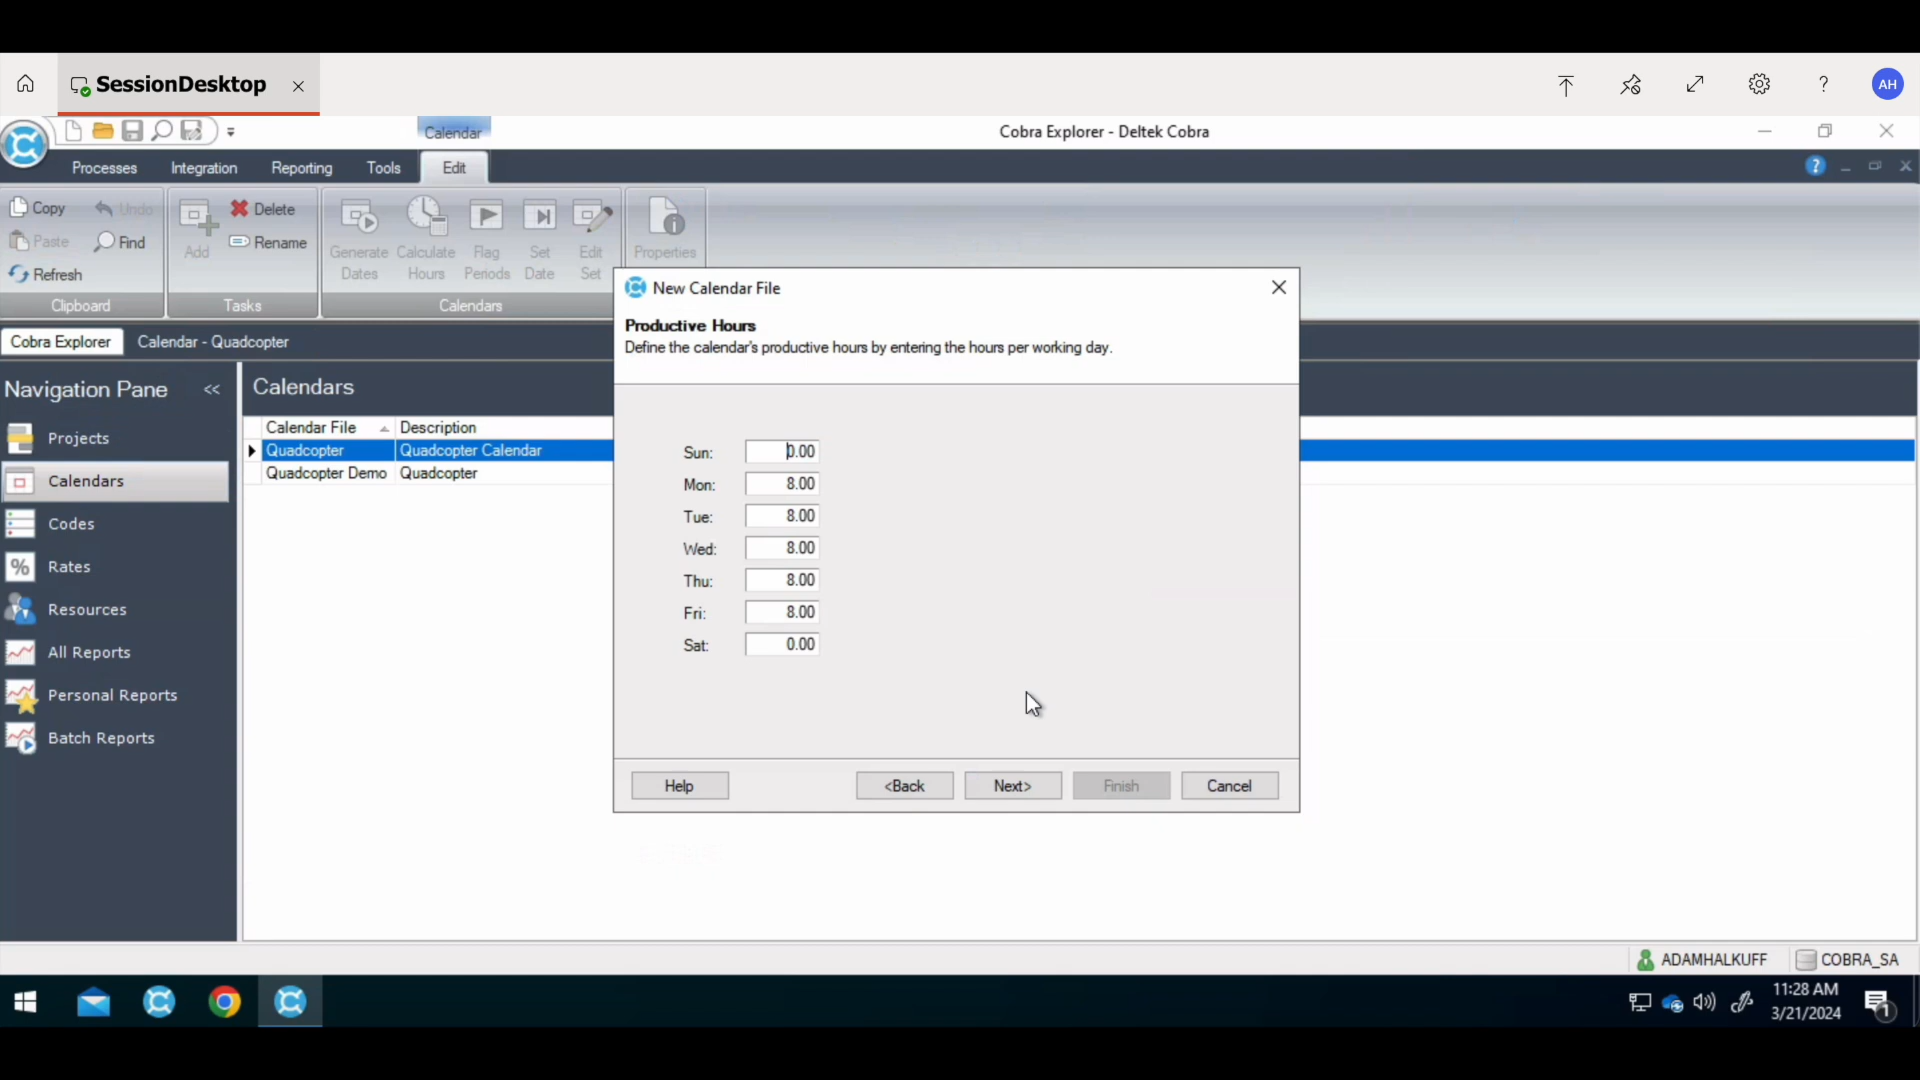 SessionDesktop
AH
Calendar
Cobra Explorer - Deltek Cobra
Processes
Integration
Reporting
Tools
Edit
Copy
Undo
Paste
Find
Refresh
Clipboard
Add
Delete
Rename
Tasks
Generate Dates
Calculate Hours
Flag Periods
Set Date
Edit Set
Calendars
Properties
Cobra Explorer
Calendar - Quadcopter
Navigation Pane <<
Projects
Calendars
Codes
Rates
Resources
All Reports
Personal Reports
Batch Reports
Calendars
Calendar File
Description
Quadcopter
Quadcopter Calendar
Quadcopter Demo
Quadcopter
New Calendar File
Productive Hours
Define the calendar's productive hours by entering the hours per working day.
Sun: 0.00
Mon: 8.00
Tue: 8.00
Wed: 8.00
Thu: 8.00
Fri: 8.00
Sat: 0.00
Help
<Back
Next>
Finish
Cancel
ADAMHALKUFF
COBRA_SA
11:28 AM
3/21/2024
1